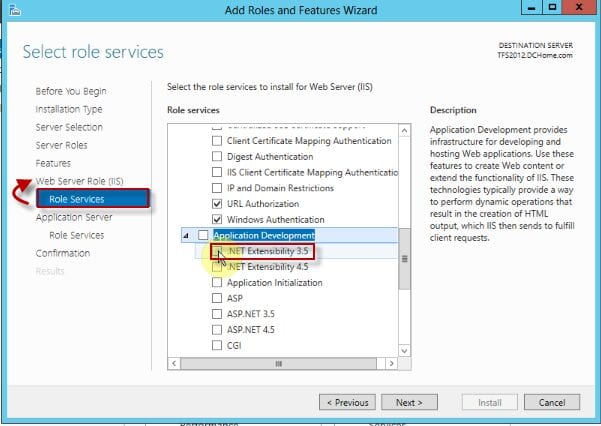 Add Roles and Features Wizard
Select role services
DESTINATION SERVER
TFS2012.DCHome.com
Before You Begin
Installation Type
Server Selection
Server Roles
Features
Web Server Role (IIS)
Role Services
Application Server
Role Services
Confirmation
Results
Select the role services to install for Web Server (IIS)
Role services
Centralized SSL Certificate Support
Client Certificate Mapping Authentication
Digest Authentication
IIS Client Certificate Mapping Authenticatio
IP and Domain Restrictions
URL Authorization
Windows Authentication
Application Development
.NET Extensibility 3.5
.NET Extensibility 4.5
Application Initialization
ASP
ASP.NET 3.5
ASP.NET 4.5
CGI
Description
Application Development provides
infrastructure for developing and
hosting Web applications. Use these
features to create Web content or
extend the functionality of IIS. These
technologies typically provide a way
to perform dynamic operations that
result in the creation of HTML
output, which IIS then sends to fulfill
client requests.
< Previous
Next >
Install
Cancel